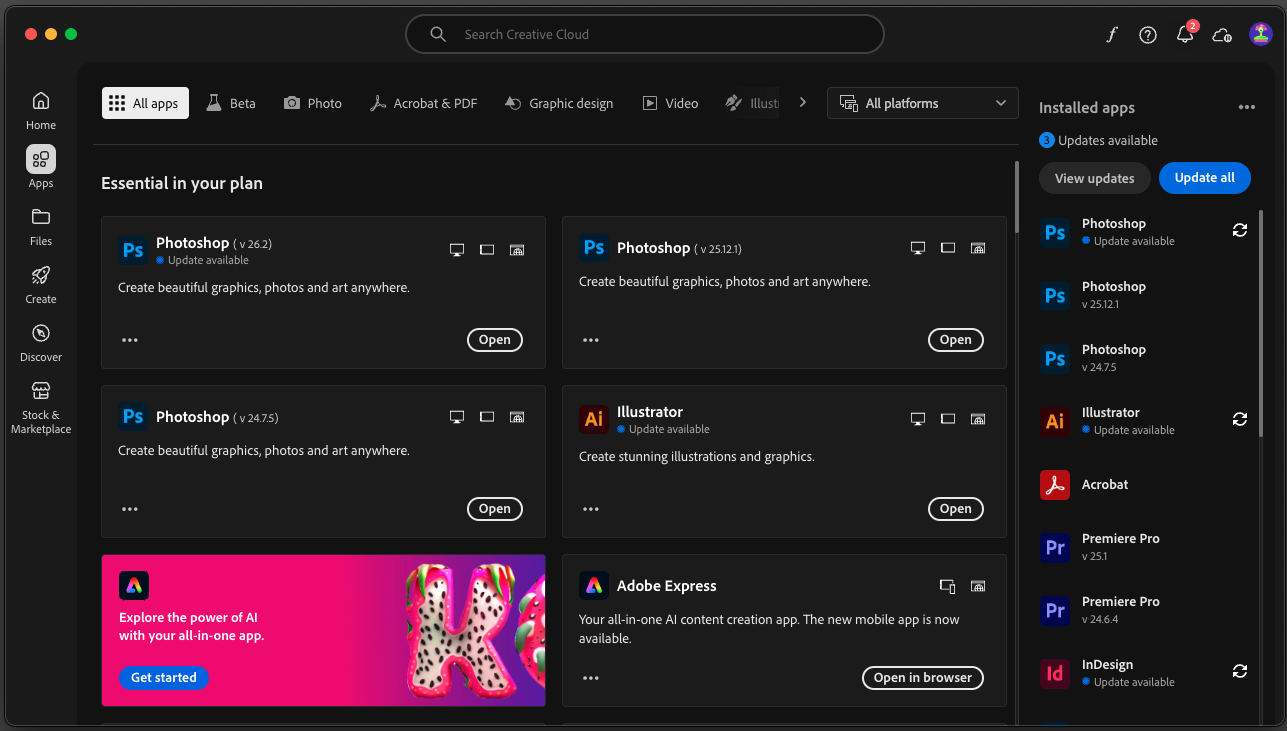 Search Creative Cloud
2
Home
Apps
Files
Create
Discover
Stock &
Marketplace
All apps
Beta
Photo
Acrobat & PDF
Graphic design
Video
Illust
All platforms
Essential in your plan
Ps
Photoshop ( v 26.2)
Update available
Create beautiful graphics, photos and art anywhere.
Open
Ps
Photoshop ( v 25.12.1)
Create beautiful graphics, photos and art anywhere.
Open
Ps
Photoshop ( v 24.7.5)
Create beautiful graphics, photos and art anywhere.
Open
Ai
Illustrator
Update available
Create stunning illustrations and graphics.
Open
Explore the power of AI
with your all-in-one app.
Get started
K
Adobe Express
Your all-in-one AI content creation app. The new mobile app is now
available.
Open in browser
Installed apps
3 Updates available
View updates
Update all
Ps
Photoshop
Update available
Ps
Photoshop
v 25.12.1
Ps
Photoshop
v 24.7.5
Ai
Illustrator
Update available
Acrobat
Pr
Premiere Pro
v 25.1
Pr
Premiere Pro
v 24.6.4
Id
InDesign
Update available